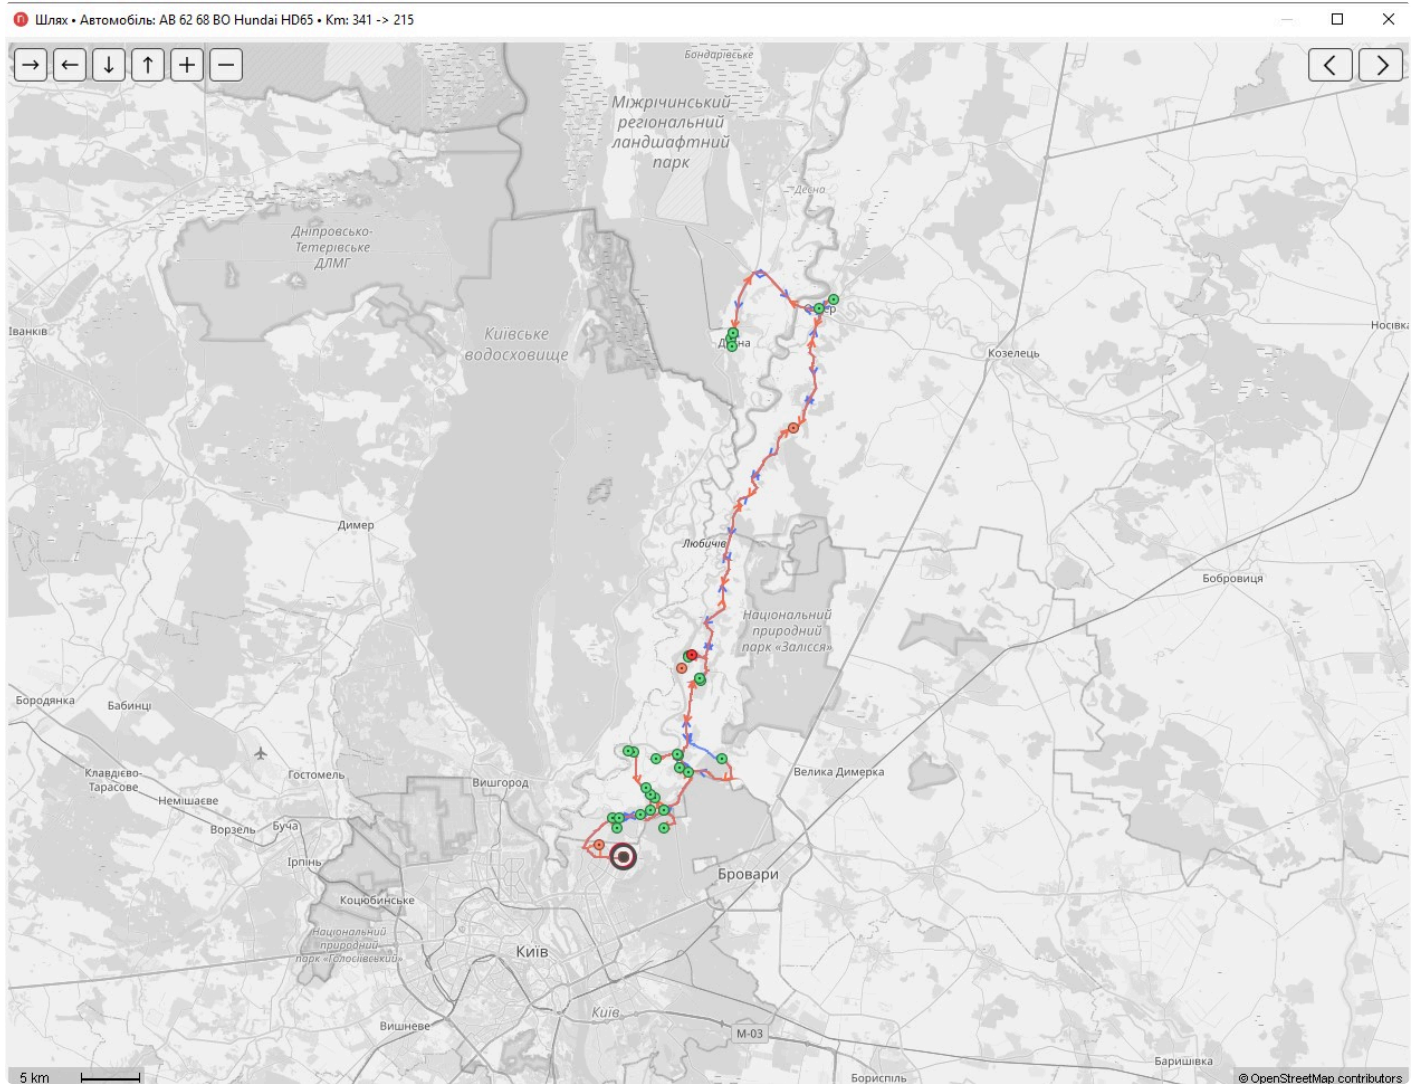 Шлях • Автомобіль: АВ 62 68 ВО Hundai HD65 • Km: 341 -> 215
Бондарівське
Міжрічинський
регіональний
ландшафтний
парк
Десна
Дніпровсько-
Тетерівське
ДЛМГ
Іванків
Київське
водосховище
Козелець
Димер
Любичів
Бобровиця
Національний
природний
парк «Залісся»
Бородянка
Бабинці
Клавдієво-
Тарасове
Гостомель
Вишгород
Велика Димерка
Немішаєве
Ворзель
Буча
Ірпінь
Бровари
Коцюбинське
Національний
природний
парк «Голосіївський»
Київ
Київ
Вишневе
М-03
Баришівка
Бориспіль
5 km
© OpenStreetMap contributors